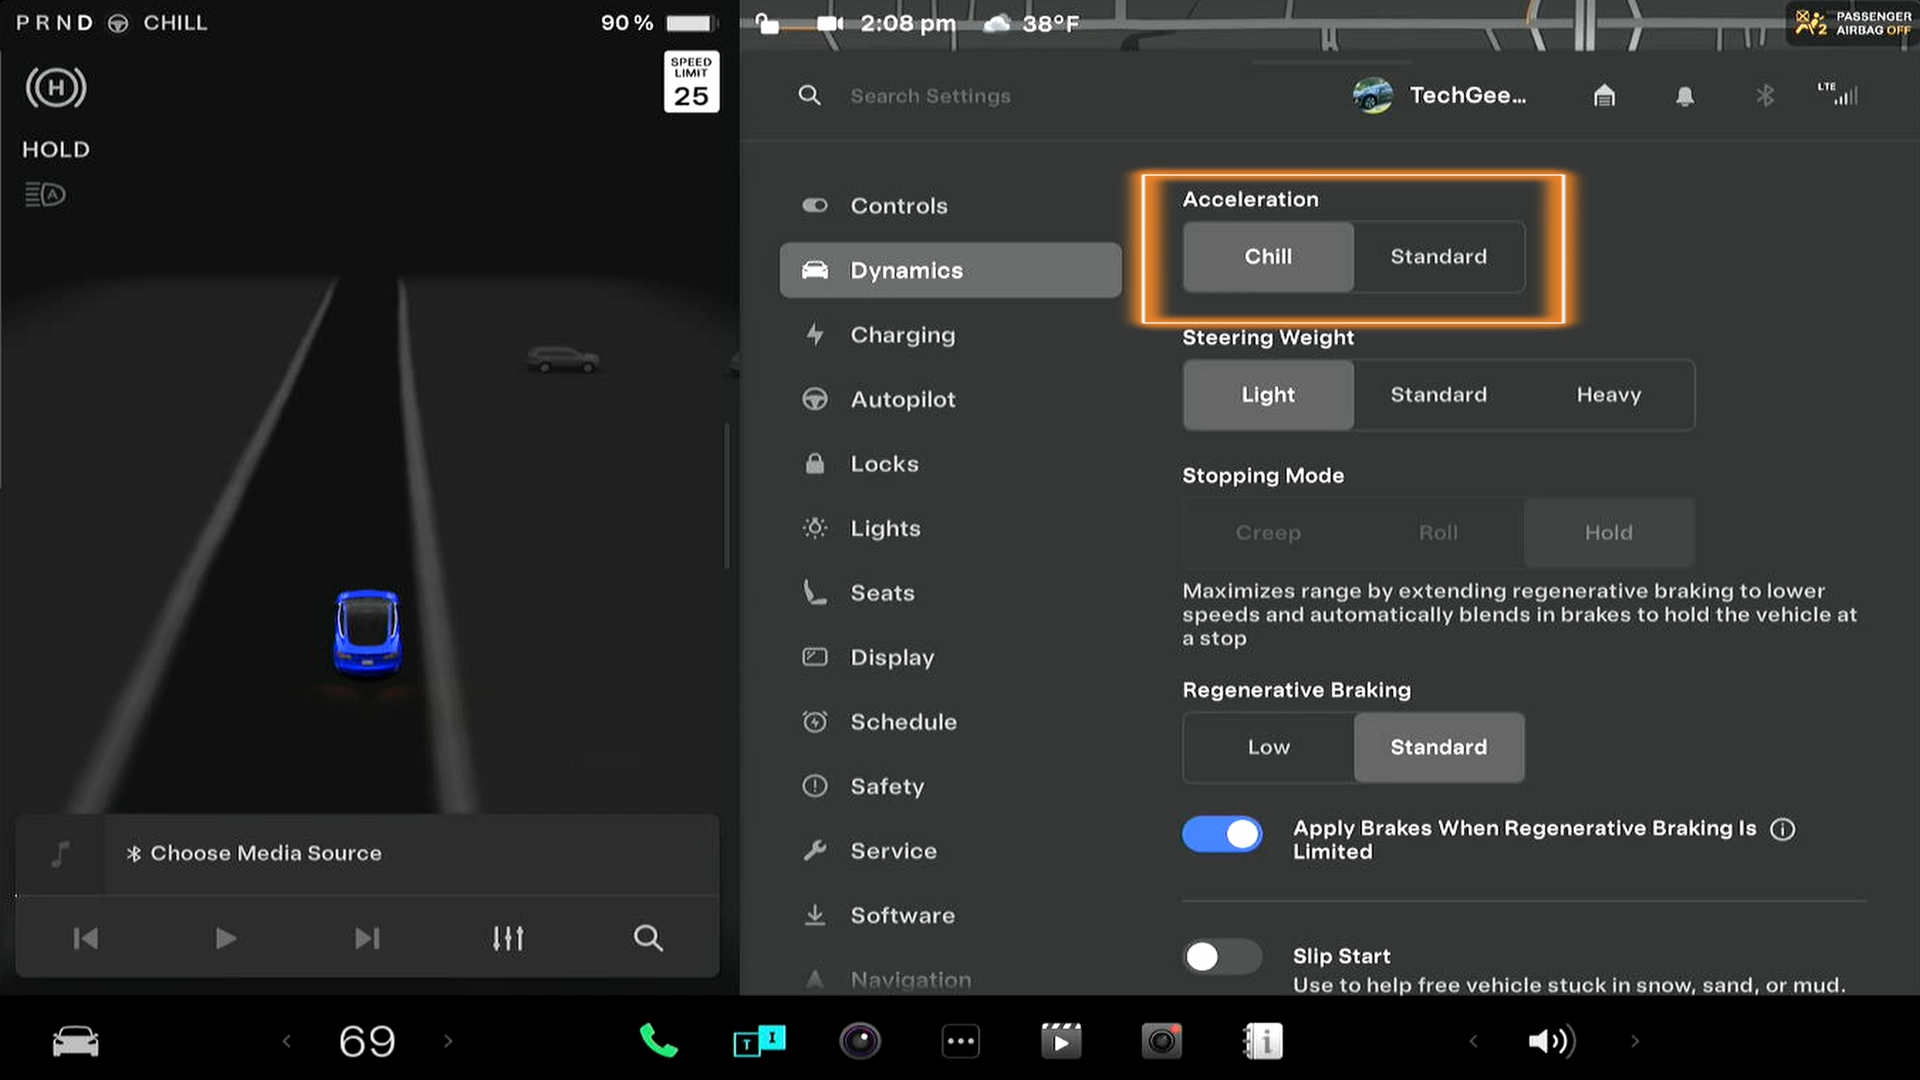 PRND CHILL
90 %
2:08 pm
38°F
PASSENGER
AIRBAG OFF
2
H
SPEED
LIMIT
25
HOLD
A
Search Settings
TechGee...
LTE
Controls
Dynamics
Charging
Autopilot
Locks
Lights
Seats
Display
Schedule
Safety
Service
Software
Navigation
Acceleration
Chill Standard
Steering Weight
Light Standard Heavy
Stopping Mode
Creep Roll Hold
Maximizes range by extending regenerative braking to lower
speeds and automatically blends in brakes to hold the vehicle at
a stop
Regenerative Braking
Low Standard
Apply Brakes When Regenerative Braking Is
Limited
Slip Start
Use to help free vehicle stuck in snow, sand, or mud.
Choose Media Source
69
T I
i